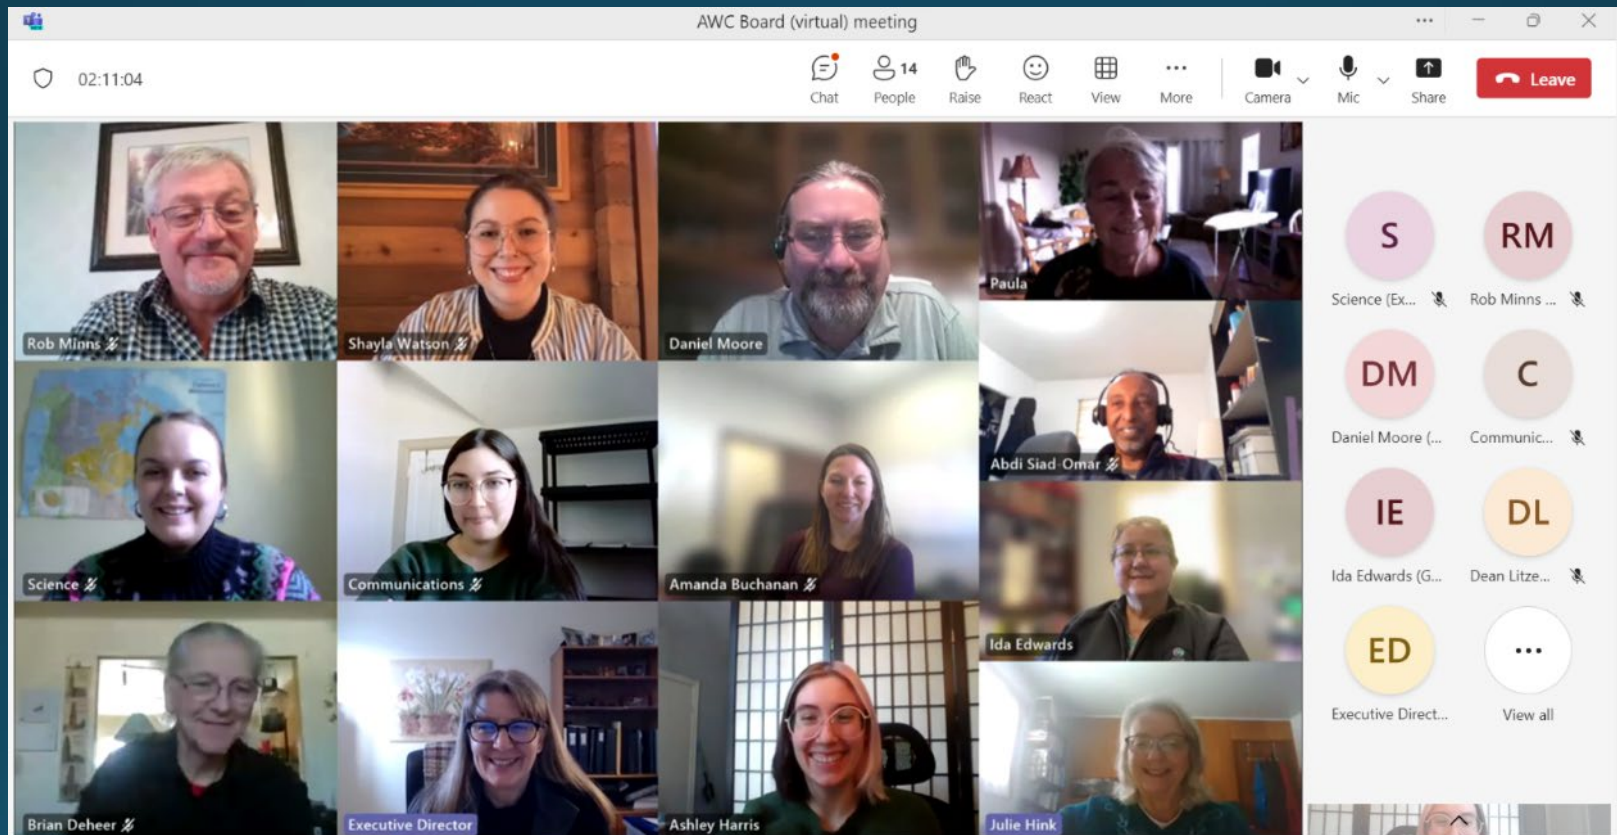 AWC Board (virtual) meeting
02:11:04
Chat
14
People
Raise
React
View
More
Camera
Mic
Share
Leave
Rob Minns
Shayla Watson
Daniel Moore
Paula
Abdi Siad-Omar
Science
Communications
Amanda Buchanan
Ida Edwards
Brian Deheer
Executive Director
Ashley Harris
Julie Hink
S
RM
Science (Ex...
Rob Minns ...
DM
C
Daniel Moore (...
Communic...
IE
DL
Ida Edwards (G...
Dean Litze...
ED
...
Executive Direct...
View all